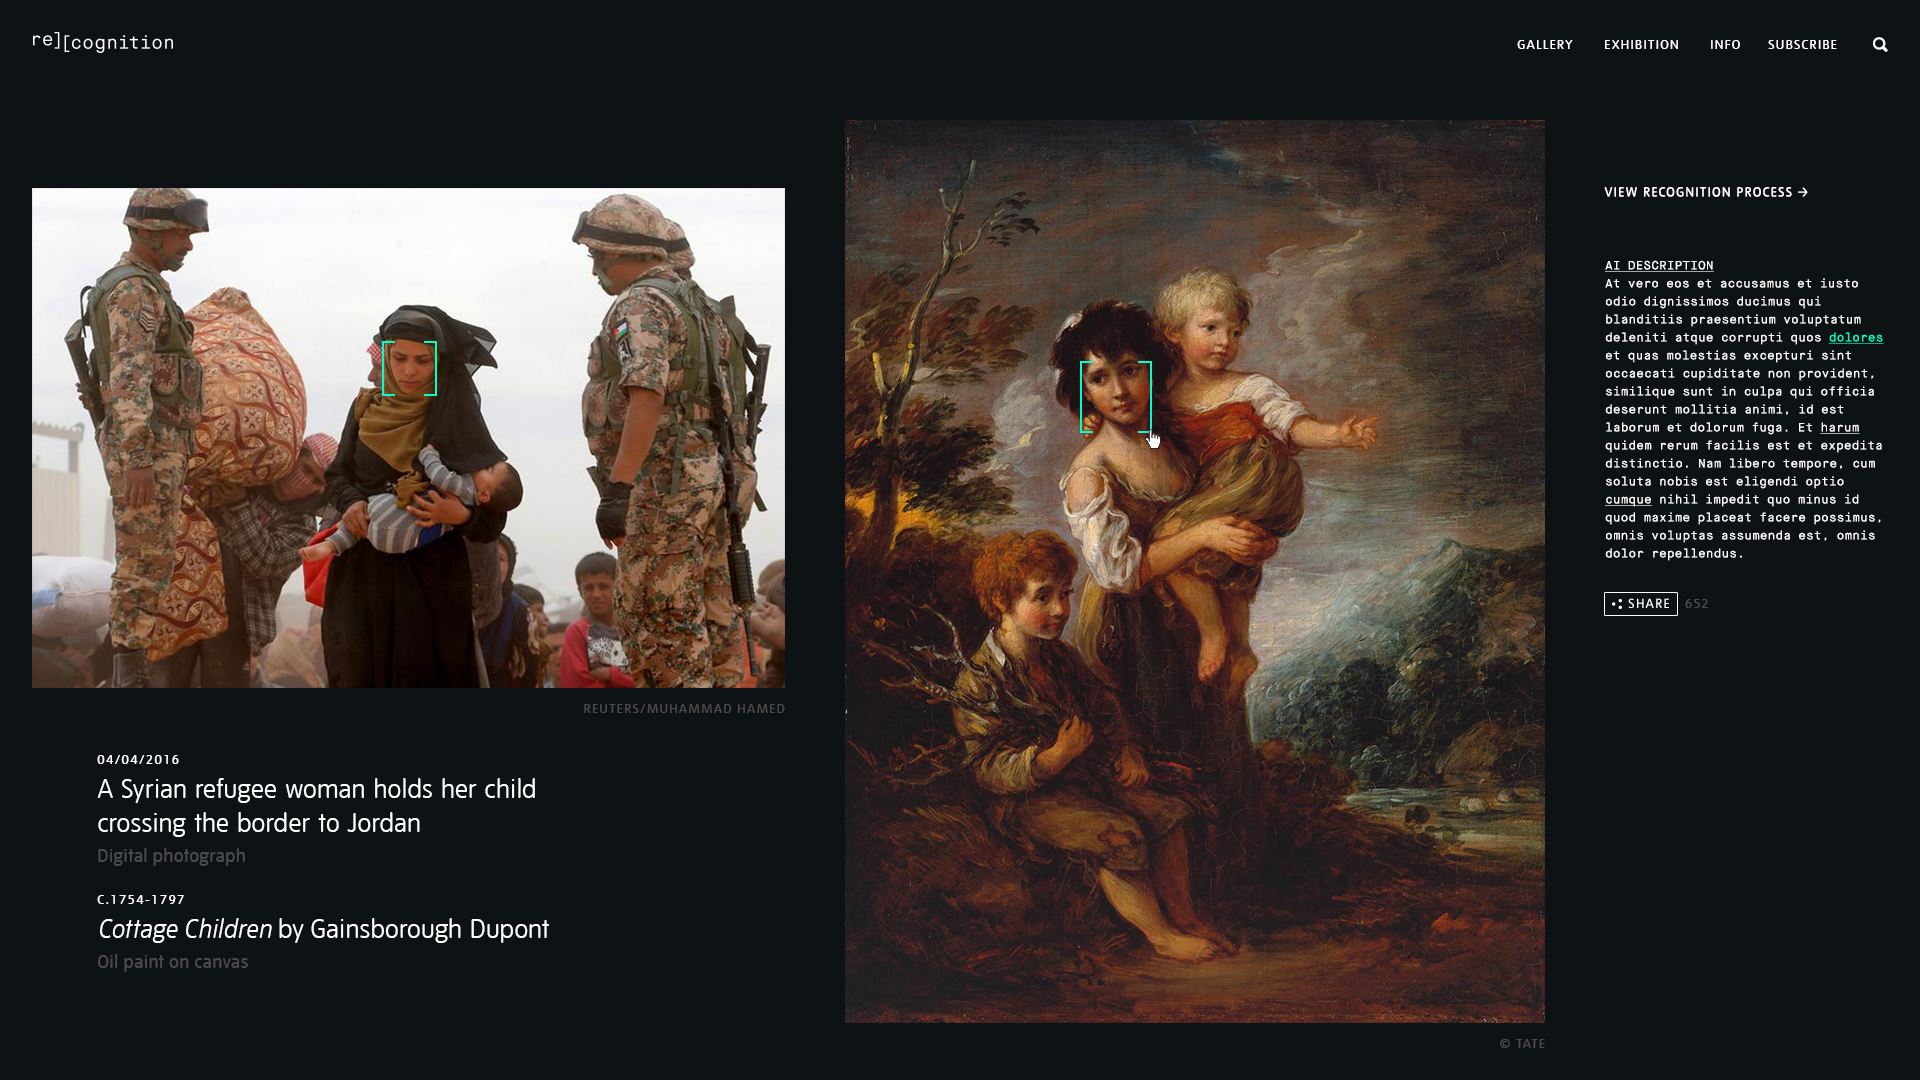 re][cognition
GALLERY EXHIBITION INFO SUBSCRIBE
VIEW RECOGNITION PROCESS →
AI DESCRIPTION
At vero eos et accusamus et iusto
odio dignissimos ducimus qui
blanditiis praesentium voluptatum
deleniti atque corrupti quos dolores
et quas molestias excepturi sint
occaecati cupiditate non provident,
similique sunt in culpa qui officia
deserunt mollitia animi, id est
laborum et dolorum fuga. Et harum
quidem rerum facilis est et expedita
distinctio. Nam libero tempore, cum
soluta nobis est eligendi optio
cumque nihil impedit quo minus id
quod maxime placeat facere possimus,
omnis voluptas assumenda est, omnis
dolor repellendus.
SHARE 652
REUTERS/MUHAMMAD HAMED
04/04/2016
A Syrian refugee woman holds her child
crossing the border to Jordan
Digital photograph
C.1754-1797
Cottage Children by Gainsborough Dupont
Oil paint on canvas
© TATE